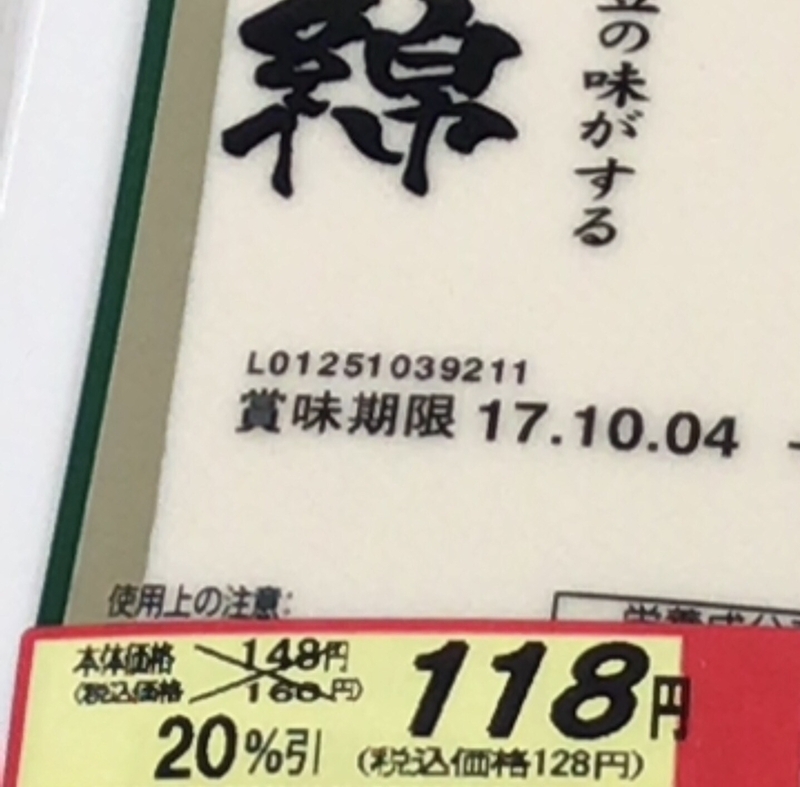 綿
の味がする
L01251039211
賞味期限 17.10.04
使用上の注意:
本体価格 148円
(税込価格 160円)
118円
20%引
(税込価格128円)